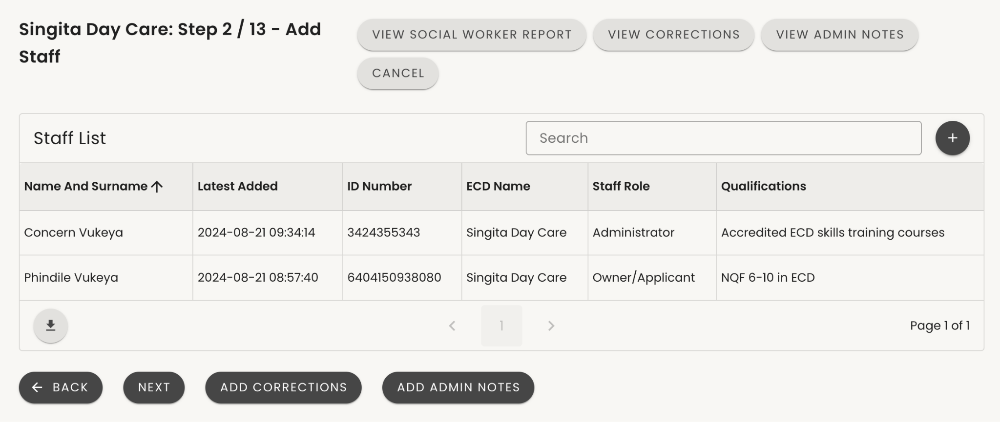 Singita Day Care: Step 2 / 13 - Add
Staff
VIEW SOCIAL WORKER REPORT
VIEW CORRECTIONS
VIEW ADMIN NOTES
CANCEL
Staff List
Search
Name And Surname
Latest Added
ID Number
ECD Name
Staff Role
Qualifications
Concern Vukeya
2024-08-21 09:34:14
3424355343
Singita Day Care
Administrator
Accredited ECD skills training courses
Phindile Vukeya
2024-08-21 08:57:40
6404150938080
Singita Day Care
Owner/Applicant
NQF 6-10 in ECD
1
Page 1 of 1
BACK
NEXT
ADD CORRECTIONS
ADD ADMIN NOTES